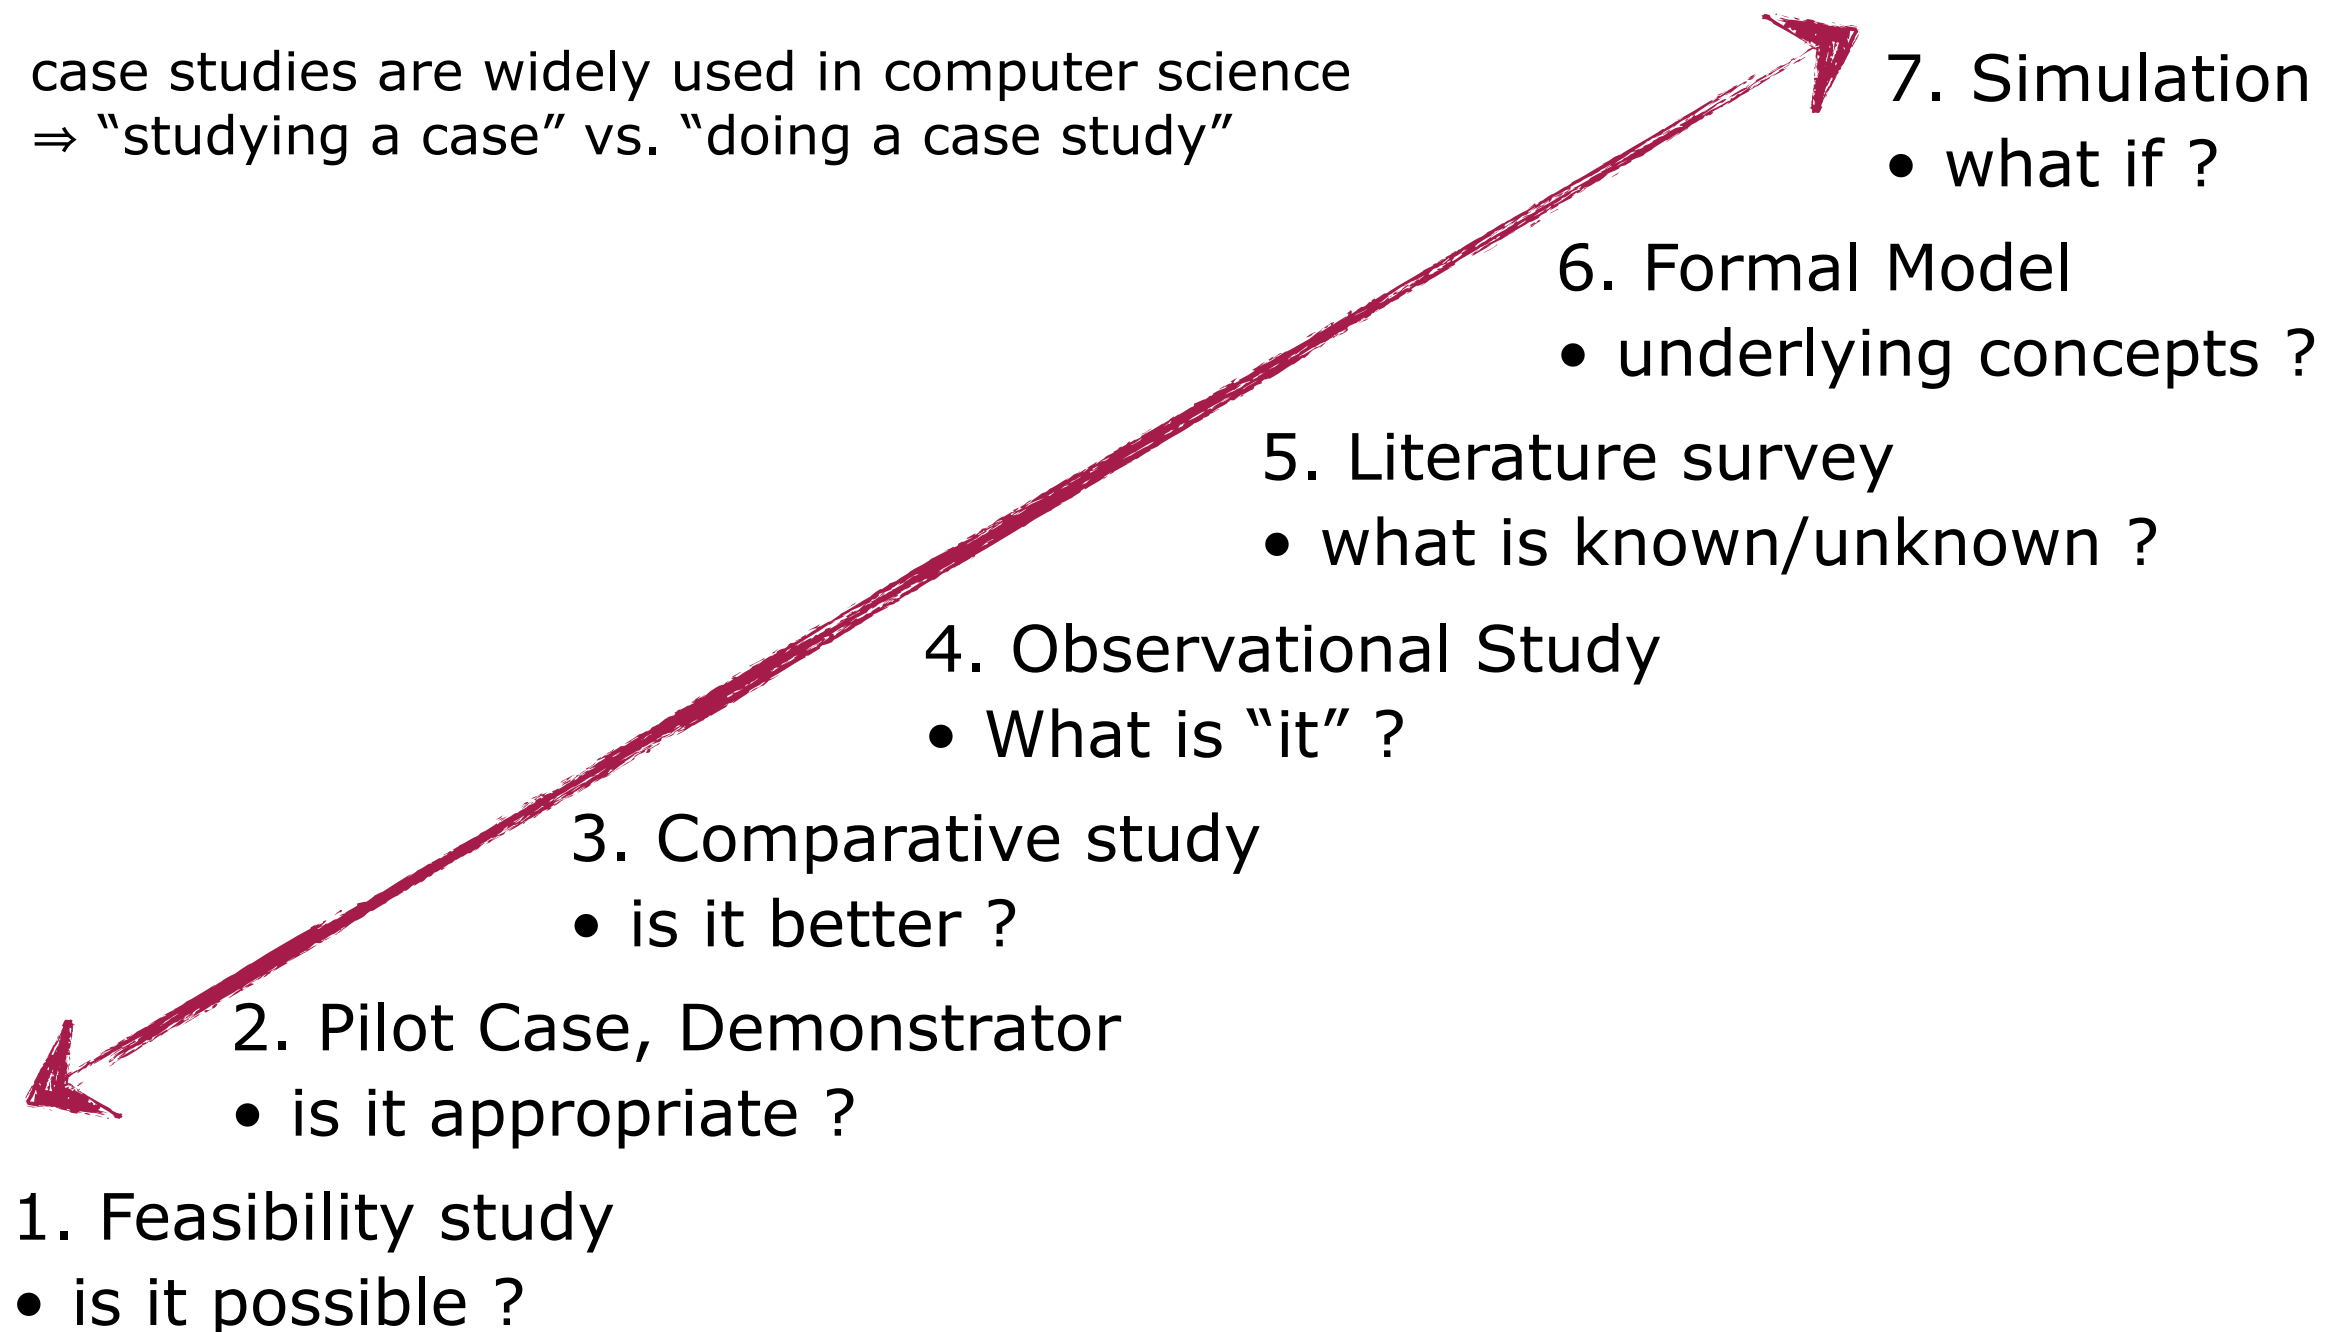 case studies are widely used in computer science
⇒ “studying a case” vs. “doing a case study”
7. Simulation
• what if ?
6. Formal Model
• underlying concepts ?
5. Literature survey
• what is known/unknown ?
4. Observational Study
• What is “it” ?
3. Comparative study
• is it better ?
2. Pilot Case, Demonstrator
• is it appropriate ?
1. Feasibility study
• is it possible ?